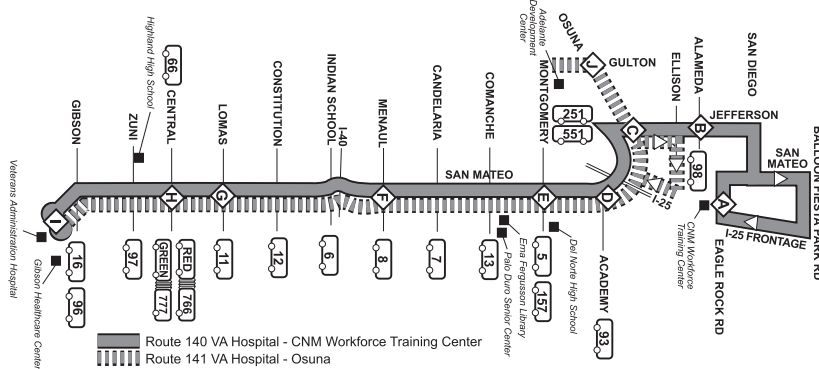 OSUNA
Adelante
Development
Center
GULTON
J
MONTGOMERY
251
551
ELLISON
ALAMEDA
SAN DIEGO
JEFFERSON
B
C
98
SAN
MATEO
BALLOON FIESTA PARK RD
A
I-25 FRONTAGE
EAGLE ROCK RD
CNM Workforce
Training Center
I-25
Highland High School
66
GIBSON
ZUNI
CENTRAL
LOMAS
CONSTITUTION
INDIAN SCHOOL
I-40
MENAUL
CANDELARIA
COMANCHE
SAN MATEO
I
H
G
F
E
D
ACADEMY
93
Veterans Administration Hospital
Gibson Healthcare Center
16
96
97
GREEN
777
RED
766
11
12
6
8
7
13
Erna Fergusson Library
Palo Duro Senior Center
5
157
Del Norte High School
Route 140 VA Hospital - CNM Workforce Training Center
Route 141 VA Hospital - Osuna